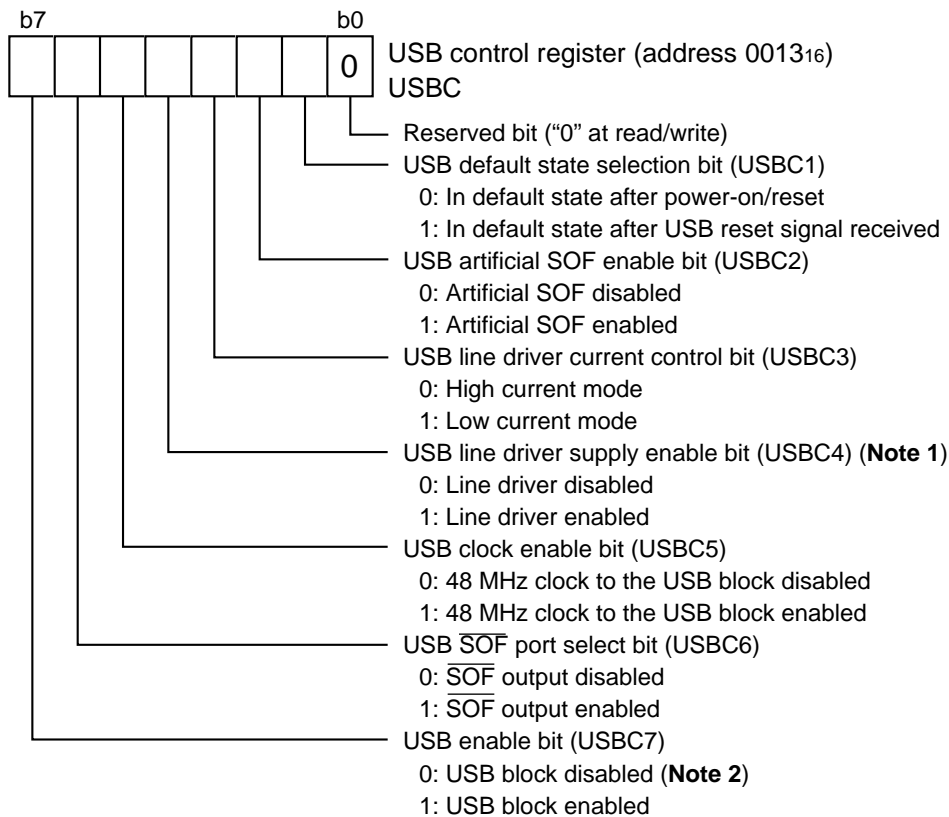 b7 b0
0
USB control register (address 0013₁₆)
USBC
Reserved bit (“0” at read/write)
USB default state selection bit (USBC1)
0: In default state after power-on/reset
1: In default state after USB reset signal received
USB artificial SOF enable bit (USBC2)
0: Artificial SOF disabled
1: Artificial SOF enabled
USB line driver current control bit (USBC3)
0: High current mode
1: Low current mode
USB line driver supply enable bit (USBC4) (Note 1)
0: Line driver disabled
1: Line driver enabled
USB clock enable bit (USBC5)
0: 48 MHz clock to the USB block disabled
1: 48 MHz clock to the USB block enabled
USB S̅O̅F̅ port select bit (USBC6)
0: S̅O̅F̅ output disabled
1: S̅O̅F̅ output enabled
USB enable bit (USBC7)
0: USB block disabled (Note 2)
1: USB block enabled